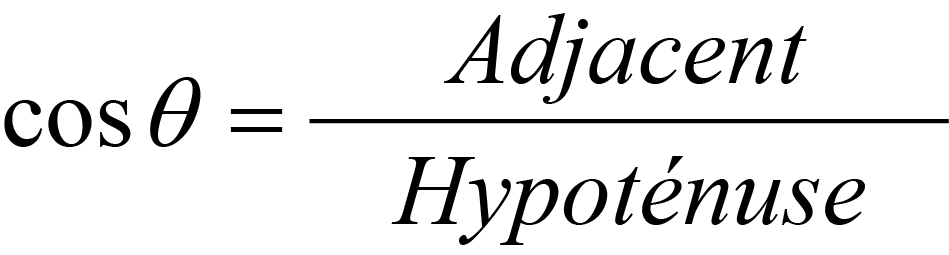 cos θ = Adjacent
Hypoténuse